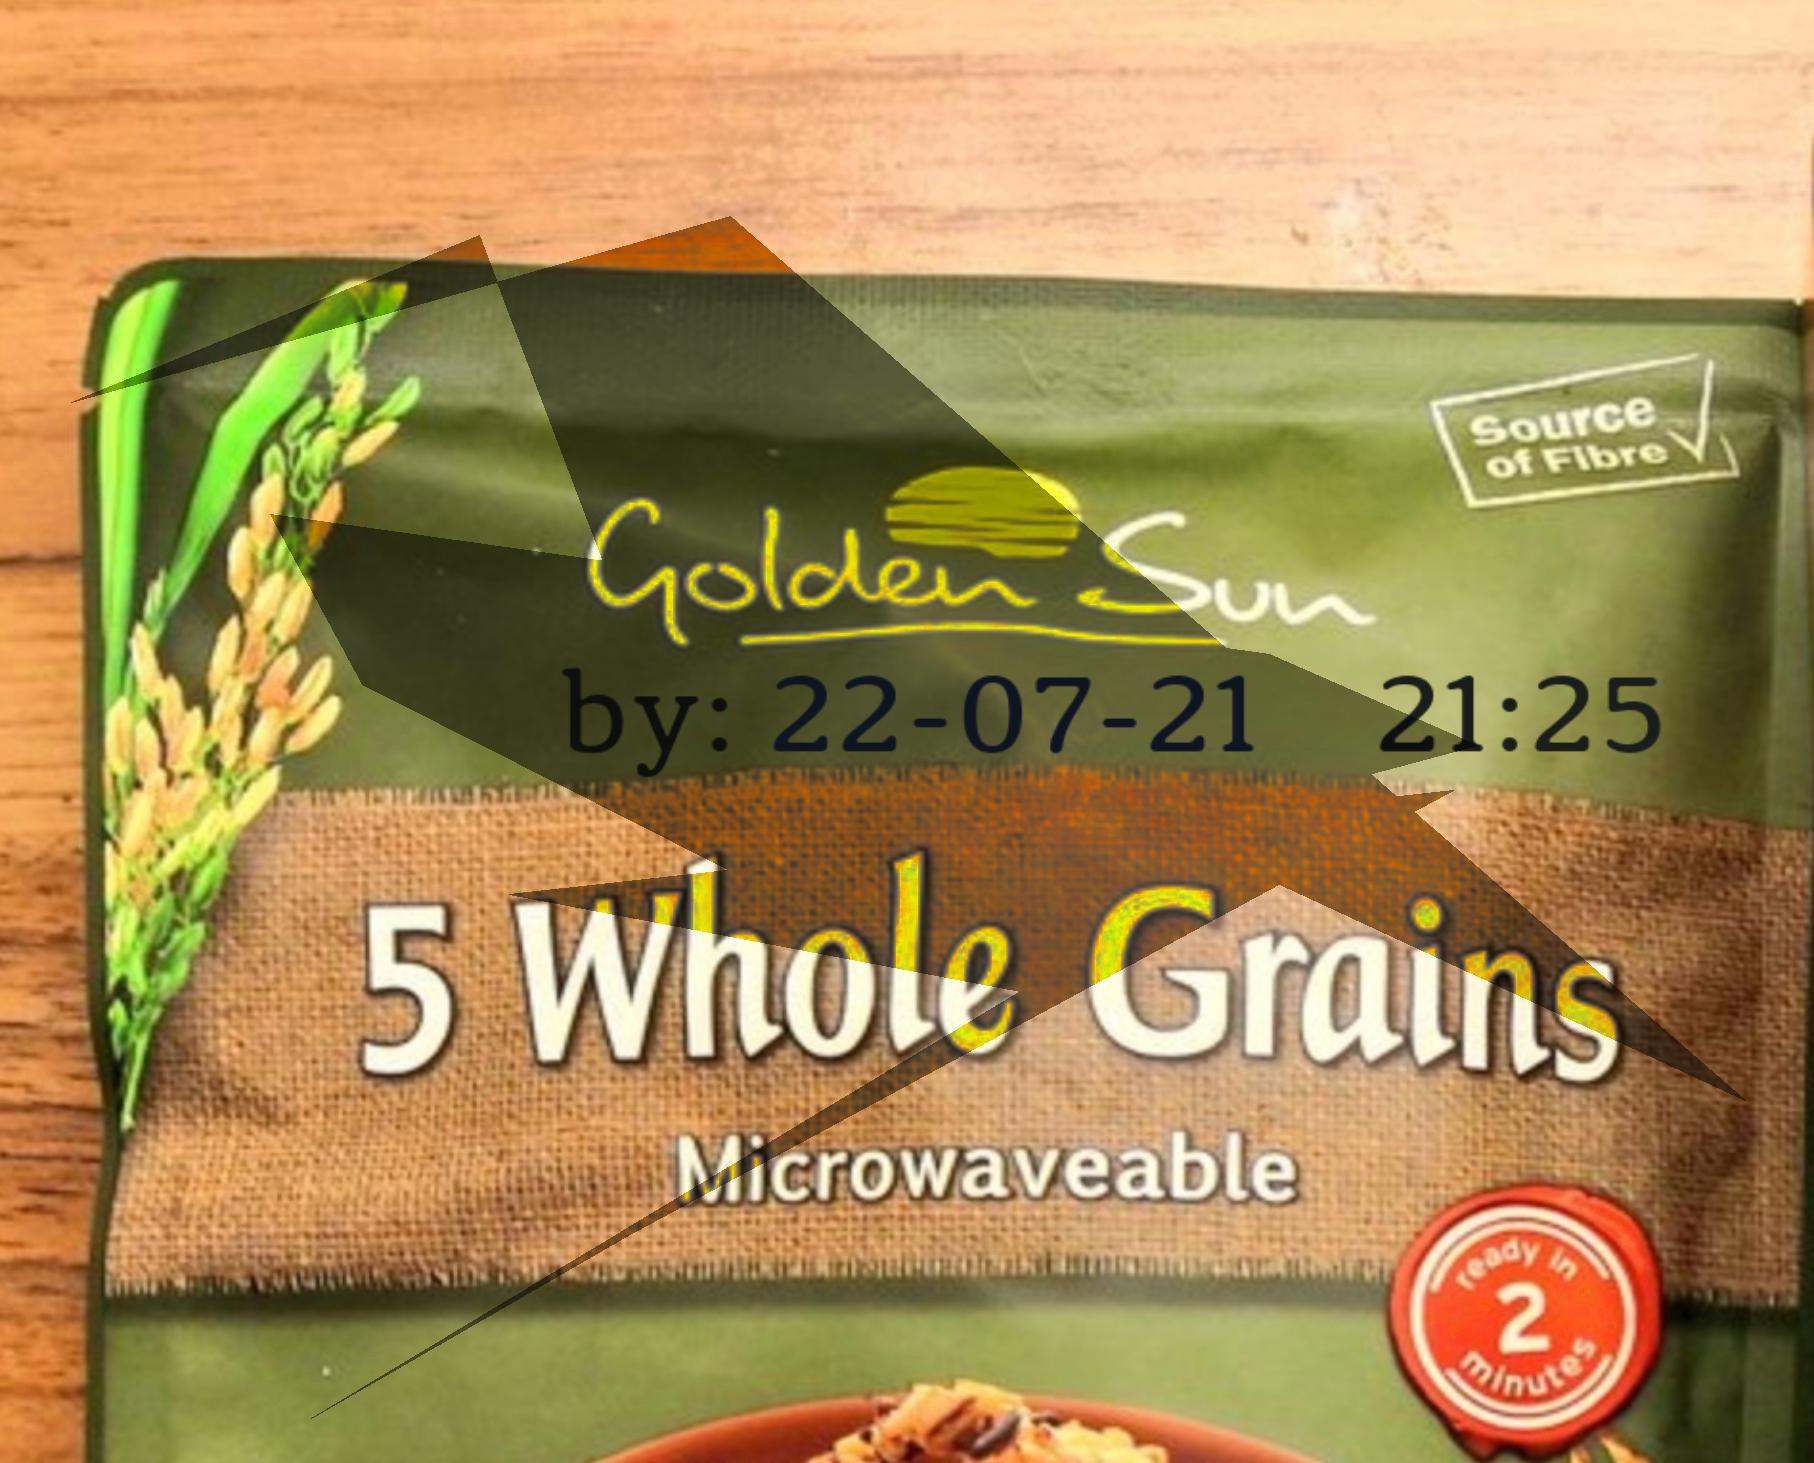 Source
of Fibre
Golden Sun
by: 22-07-21 21:25
5 Whole Grains
Microwaveable
ready in
2
minutes